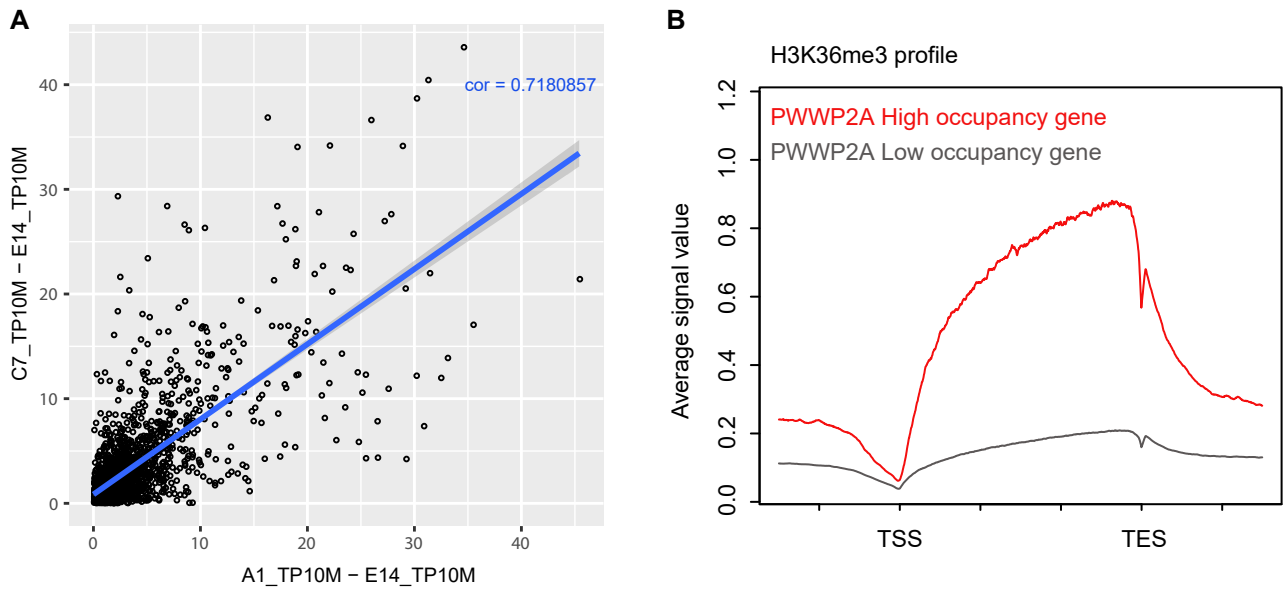 A
cor = 0.7180857
40
30
20
10
0
0 10 20 30 40
A1_TP10M − E14_TP10M
C7_TP10M − E14_TP10M
B
H3K36me3 profile
PWWP2A High occupancy gene
PWWP2A Low occupancy gene
1.2
1.0
0.8
0.6
0.4
0.2
0.0
Average signal value
TSS TES